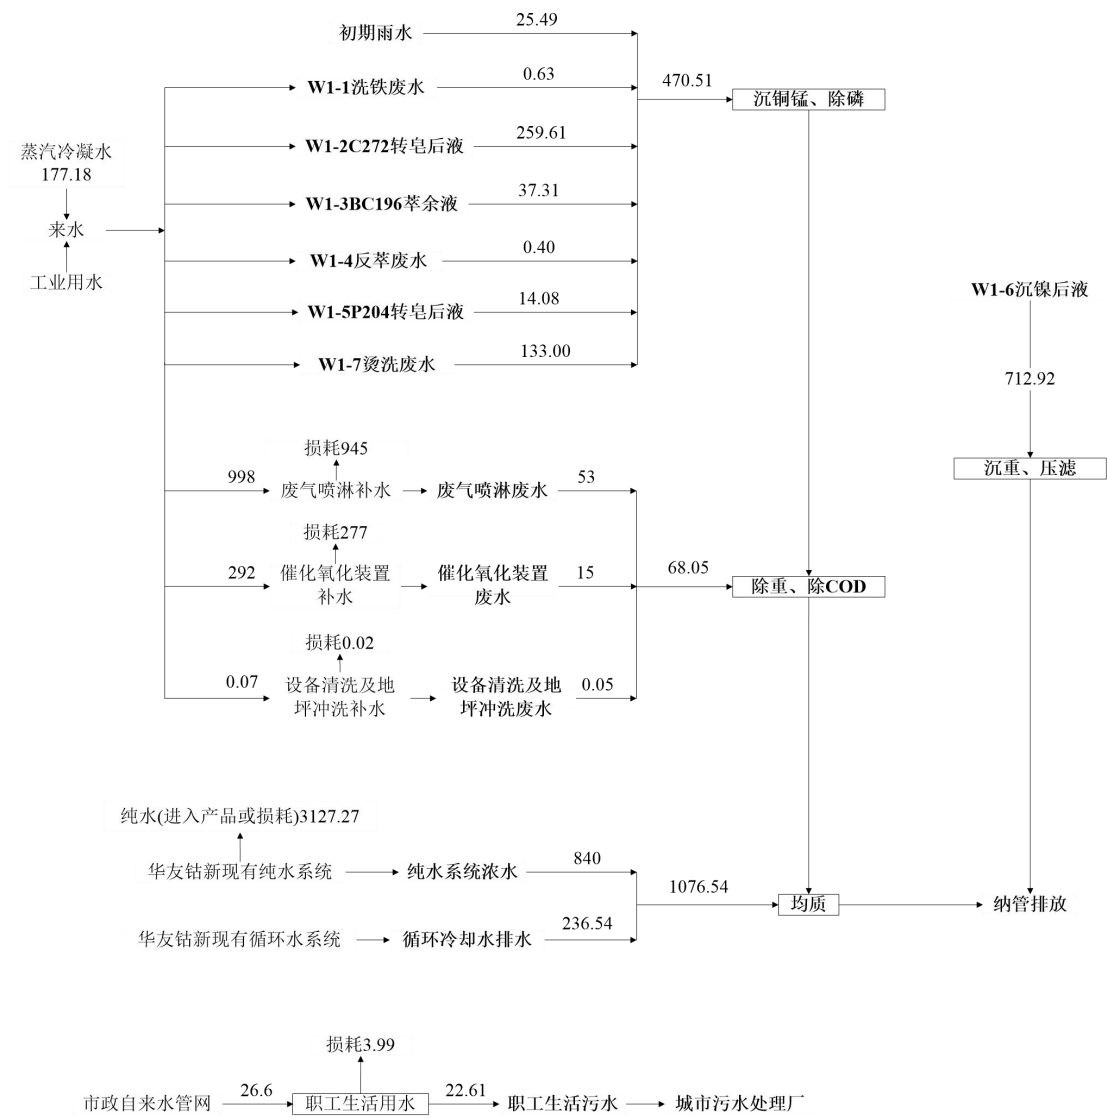 初期雨水
25.49
W1-1洗铁废水
0.63
470.51
沉铜锰、除磷
W1-2C272转皂后液
259.61
蒸汽冷凝水
177.18
W1-3BC196萃余液
37.31
来水
W1-4反萃废水
0.40
工业用水
W1-5P204转皂后液
14.08
W1-6沉镍后液
W1-7烫洗废水
133.00
712.92
损耗945
沉重、压滤
998
废气喷淋补水
废气喷淋废水
53
损耗277
292
催化氧化装置
补水
催化氧化装置
废水
15
68.05
除重、除COD
损耗0.02
0.07
设备清洗及地
坪冲洗补水
设备清洗及地
坪冲洗废水
0.05
纯水(进入产品或损耗)3127.27
华友钴新现有纯水系统
纯水系统浓水
840
1076.54
均质
纳管排放
华友钴新现有循环水系统
循环冷却水排水
236.54
损耗3.99
市政自来水管网
26.6
职工生活用水
22.61
职工生活污水
城市污水处理厂